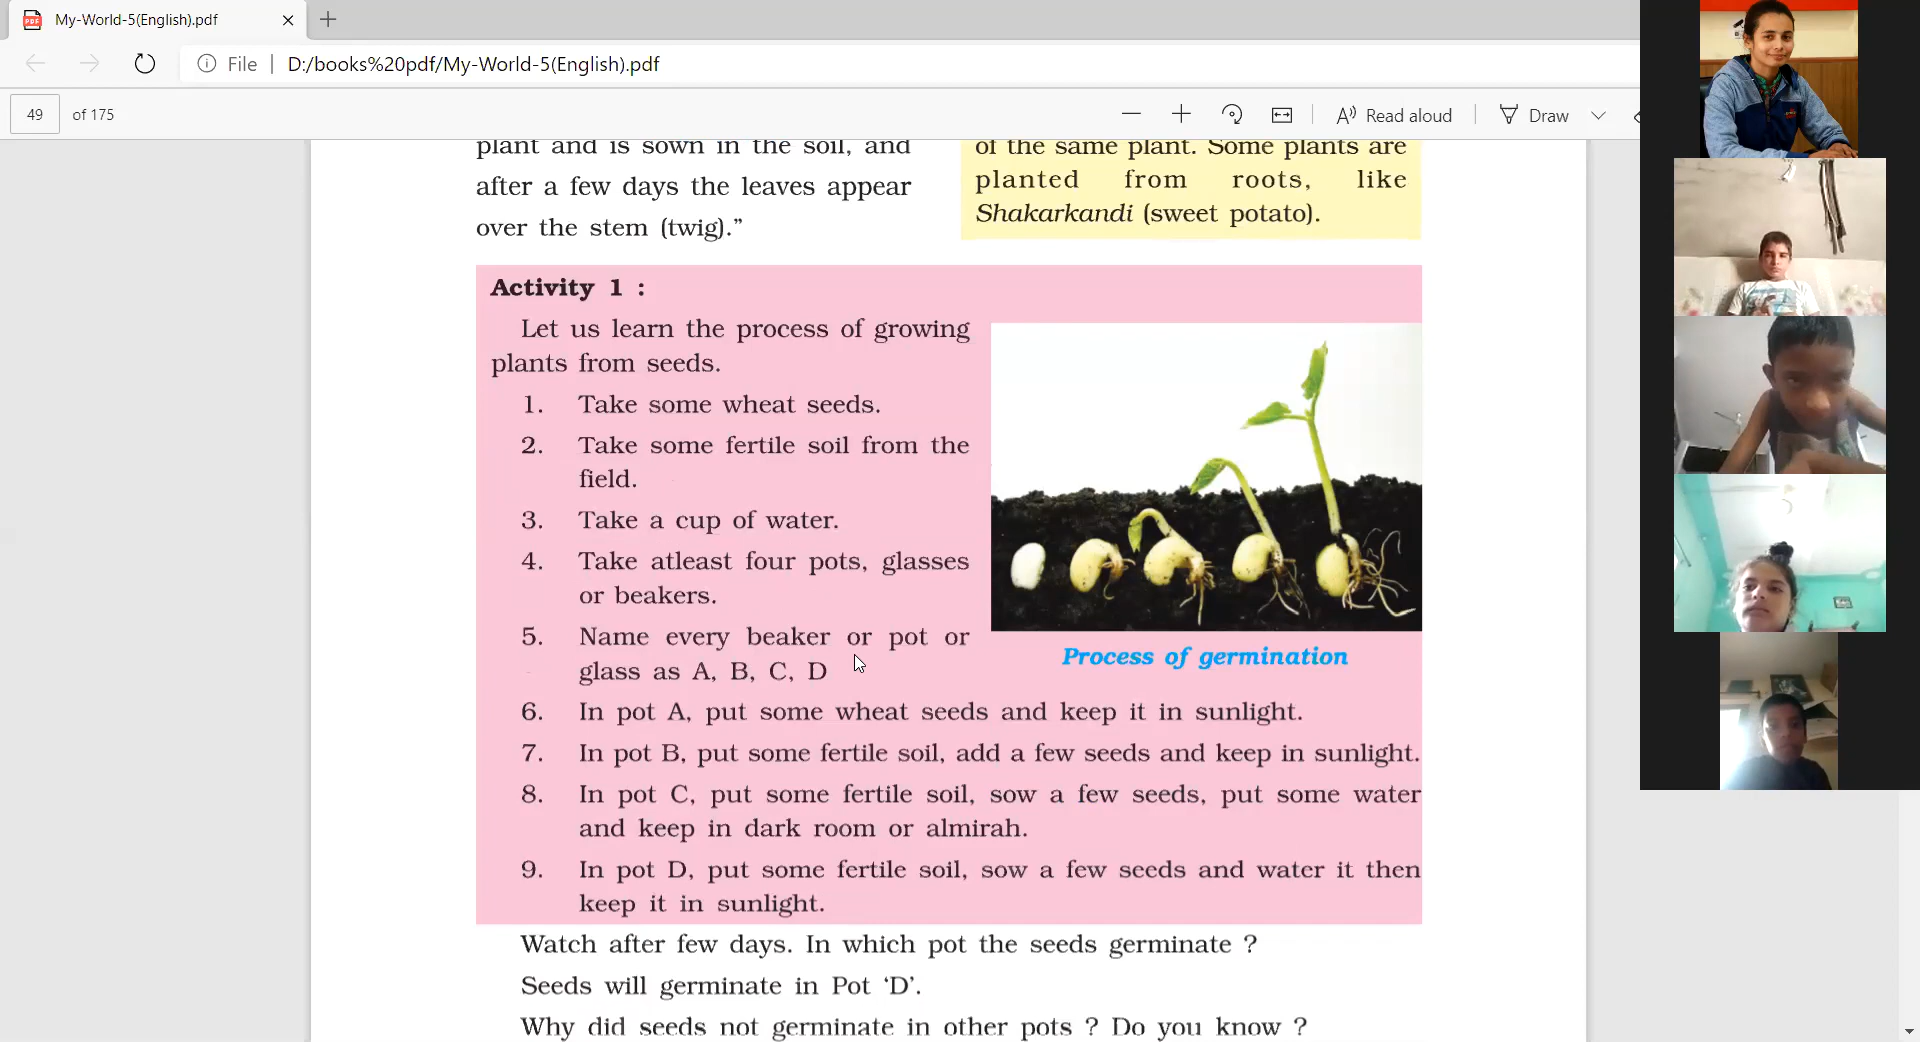 My-World-5(English).pdf
File
D:/books%20pdf/My-World-5(English).pdf
49 of 175
Read aloud
Draw
plant and is sown in the soil, and
after a few days the leaves appear
over the stem (twig).”
of the same plant. Some plants are
planted from roots, like
Shakarkandi (sweet potato).
Activity 1 :
Let us learn the process of growing
plants from seeds.
1. Take some wheat seeds.
2. Take some fertile soil from the
field.
3. Take a cup of water.
4. Take atleast four pots, glasses
or beakers.
5. Name every beaker or pot or
glass as A, B, C, D
Process of germination
6. In pot A, put some wheat seeds and keep it in sunlight.
7. In pot B, put some fertile soil, add a few seeds and keep in sunlight.
8. In pot C, put some fertile soil, sow a few seeds, put some water
and keep in dark room or almirah.
9. In pot D, put some fertile soil, sow a few seeds and water it then
keep it in sunlight.
Watch after few days. In which pot the seeds germinate ?
Seeds will germinate in Pot ‘D’.
Why did seeds not germinate in other pots ? Do you know ?